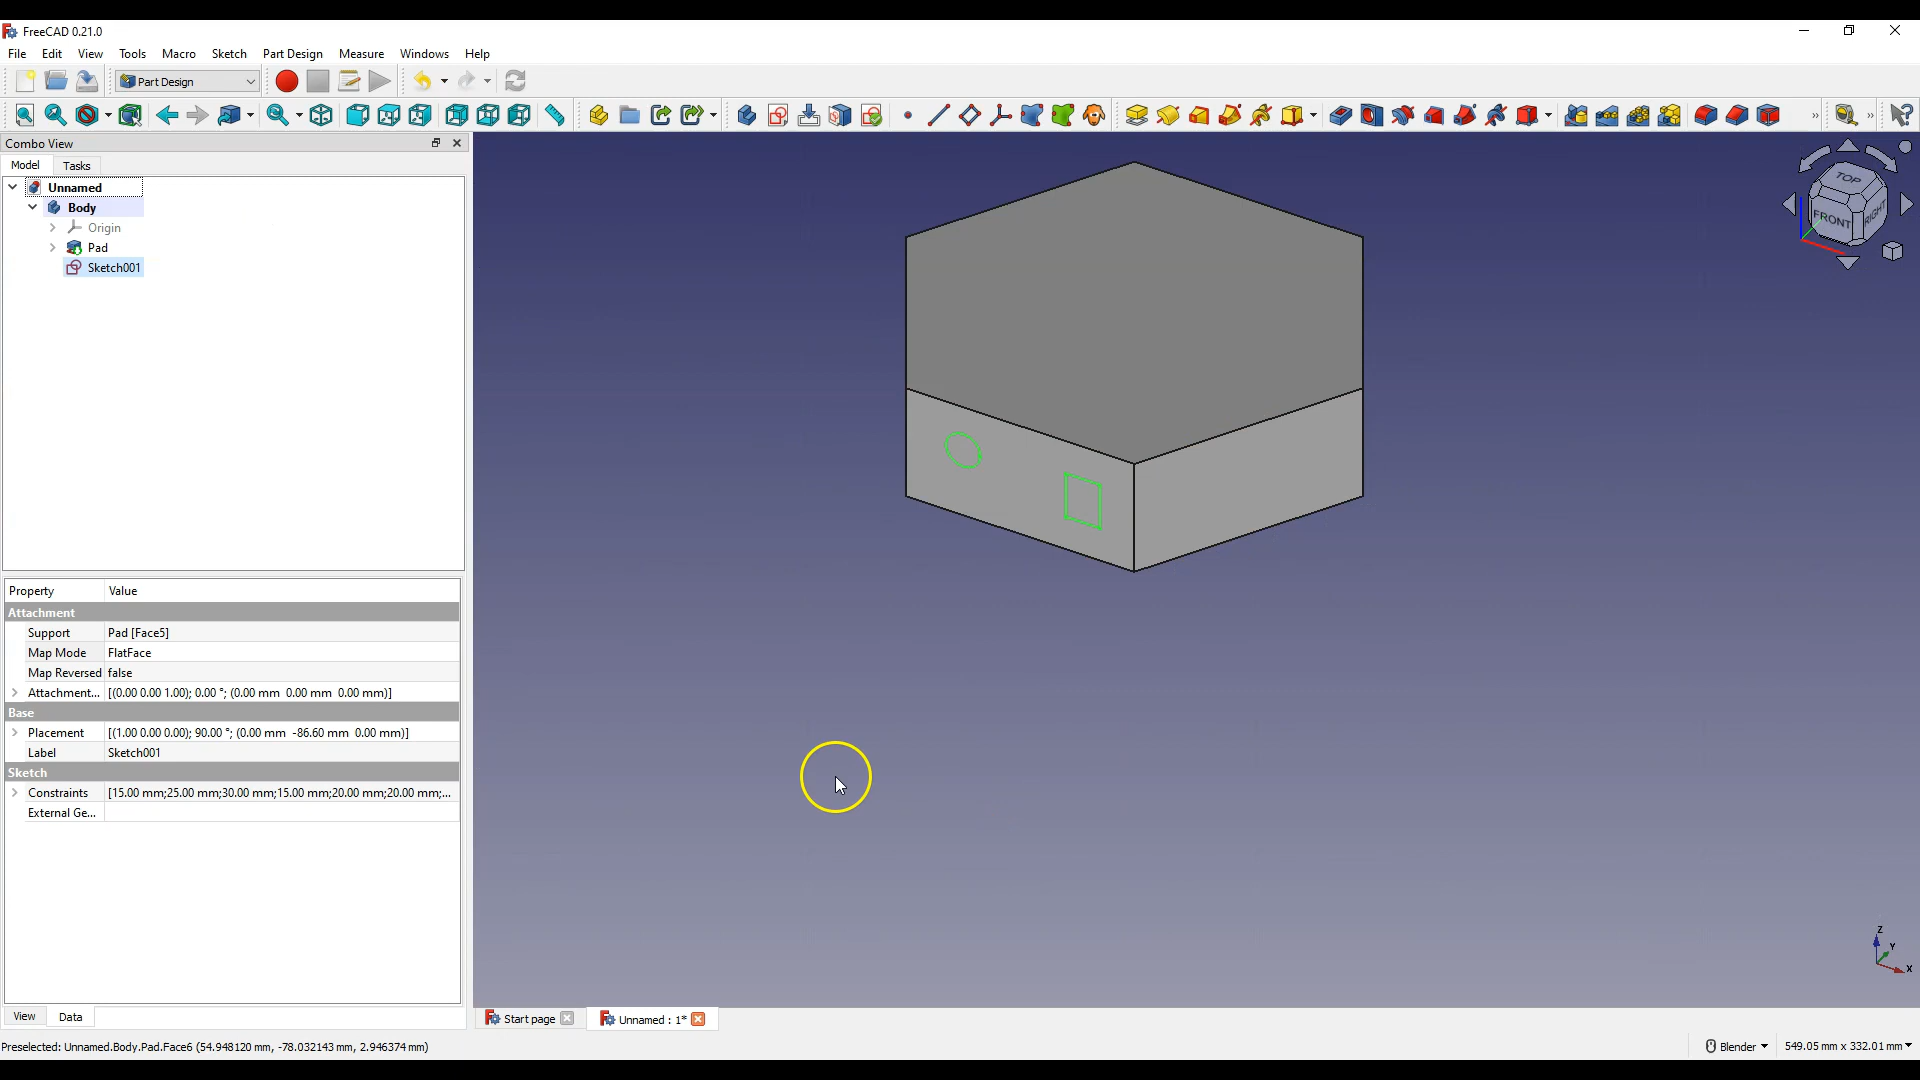 FreeCAD 0.21.0
File Edit View Tools Macro Sketch Part Design Measure Windows Help
Part Design
» »
Combo View
Model Tasks
Unnamed
Body
Origin
Pad
Sketch001
TOP
FRONT RIGHT
Property Value
Attachment
Support Pad [Face5]
Map Mode FlatFace
Map Reversed false
Attachment... [(0.00 0.00 1.00); 0.00 °; (0.00 mm 0.00 mm 0.00 mm)]
Base
Placement [(1.00 0.00 0.00); 90.00 °; (0.00 mm -86.60 mm 0.00 mm)]
Label Sketch001
Sketch
Constraints [15.00 mm;25.00 mm;30.00 mm;15.00 mm;20.00 mm;20.00 mm;...
External Ge...
Z
Y
X
View Data
Start page Unnamed : 1*
Preselected: Unnamed.Body.Pad.Face6 (54.948120 mm, -78.032143 mm, 2.946374 mm)
Blender 549.05 mm x 332.01 mm